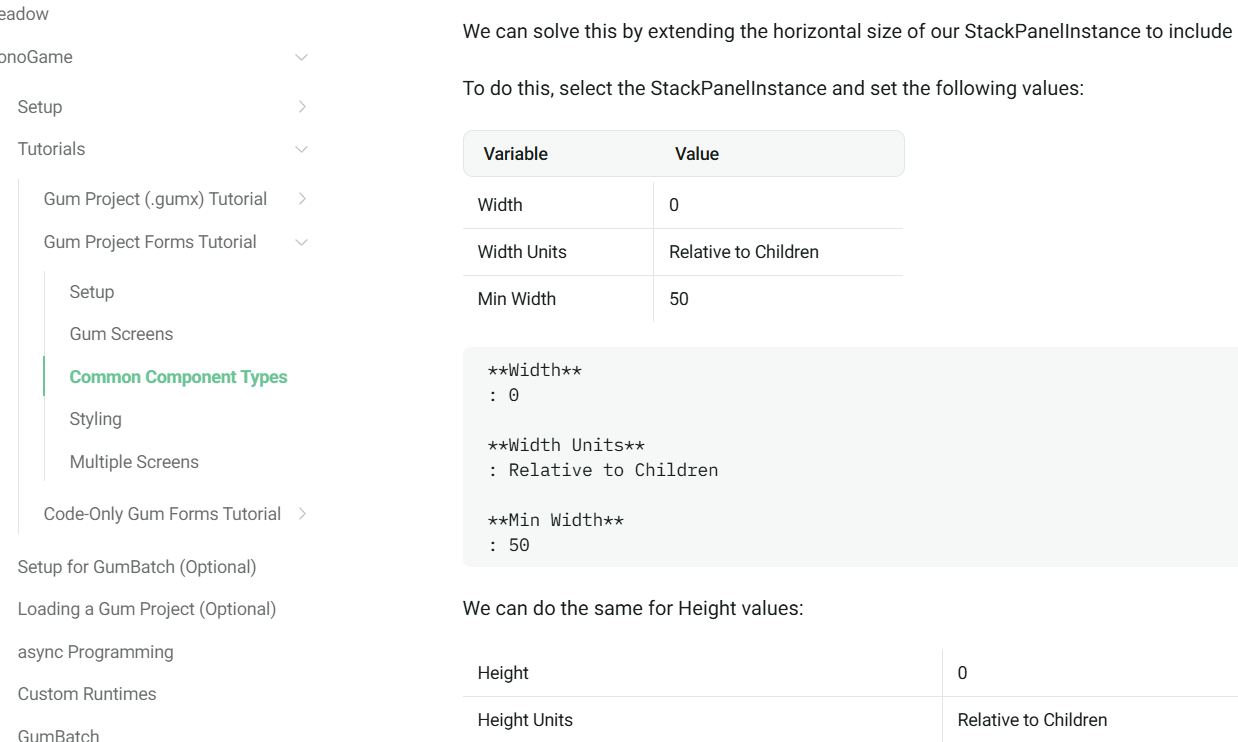 eadow
onoGame
Setup
Tutorials
Gum Project (.gumx) Tutorial
Gum Project Forms Tutorial
Setup
Gum Screens
Common Component Types
Styling
Multiple Screens
Code-Only Gum Forms Tutorial
Setup for GumBatch (Optional)
Loading a Gum Project (Optional)
async Programming
Custom Runtimes
GumBatch
We can solve this by extending the horizontal size of our StackPanelInstance to include
To do this, select the StackPanelInstance and set the following values:
Variable Value
Width 0
Width Units Relative to Children
Min Width 50
**Width**
: 0
**Width Units**
: Relative to Children
**Min Width**
: 50
We can do the same for Height values:
Height 0
Height Units Relative to Children